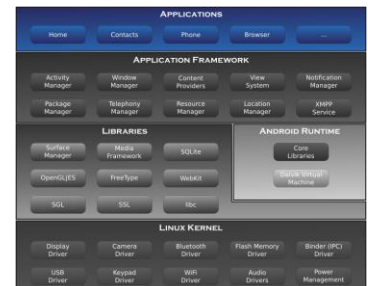 APPLICATIONS
Home Contacts Phone Browser ...
APPLICATION FRAMEWORK
Activity Manager Window Manager Content Providers View System Notification Manager
Package Manager Telephony Manager Resource Manager Location Manager XMPP Service
LIBRARIES
Surface Manager Media Framework SQLite
OpenGL|ES FreeType WebKit
SGL SSL libc
ANDROID RUNTIME
Core Libraries
Dalvik Virtual Machine
LINUX KERNEL
Display Driver Camera Driver Bluetooth Driver Flash Memory Driver Binder (IPC) Driver
USB Driver Keypad Driver WiFi Driver Audio Drivers Power Management